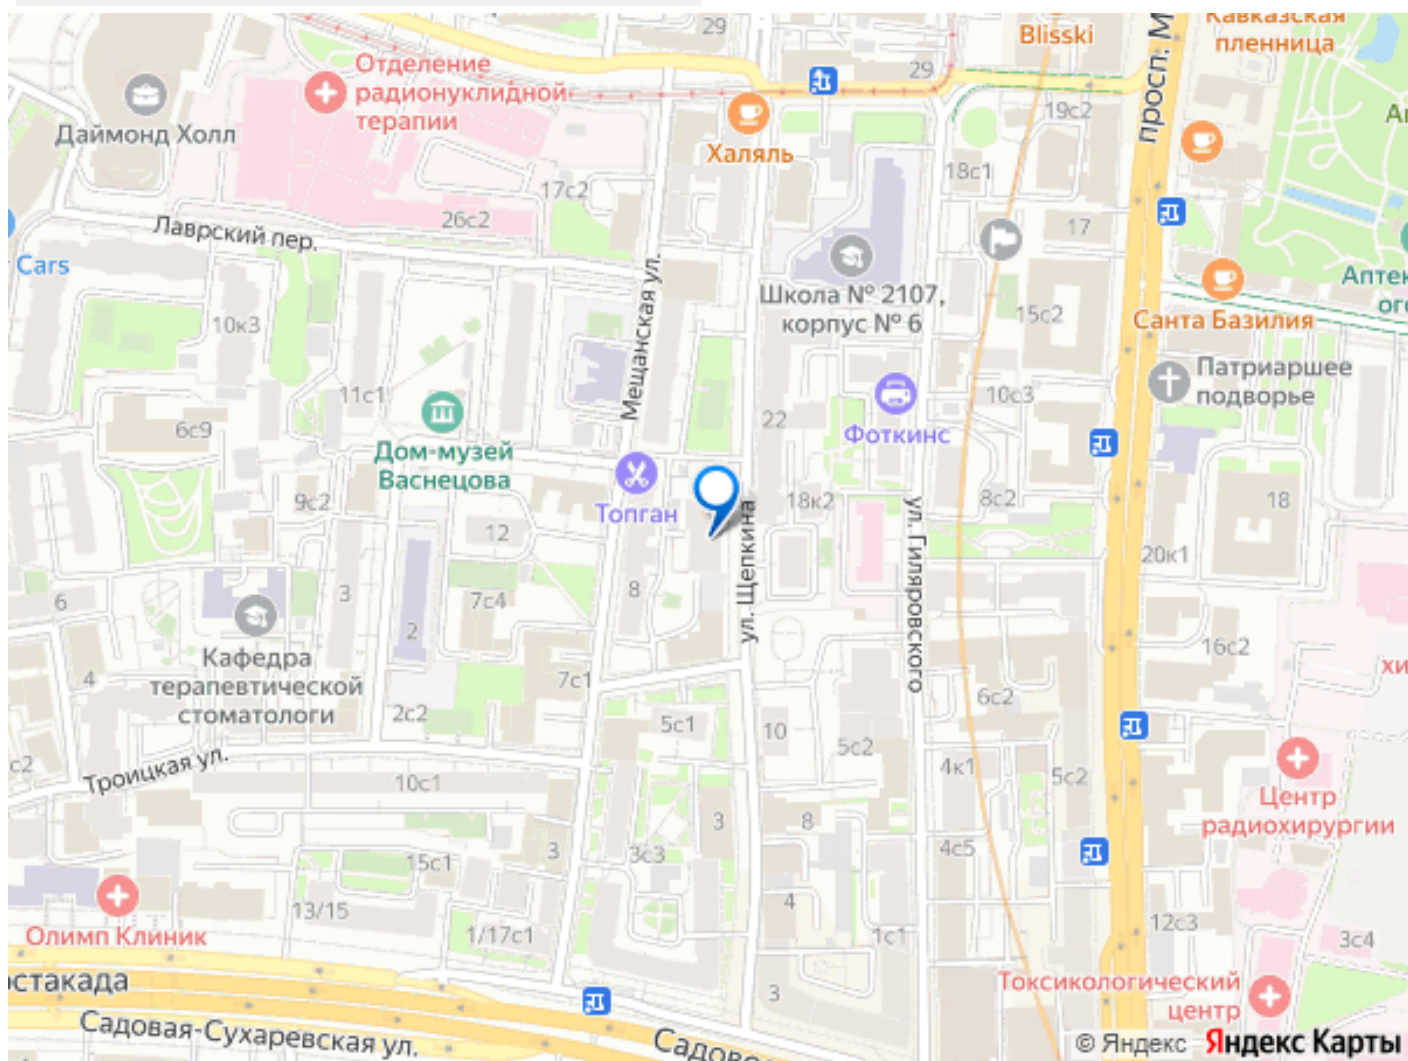 29
Blisski
Кавказская
пленница
просп. М
Отделение
радионуклидной
терапии
29
19с2
Даймонд Холл
Халяль
18с1
17с2
26с2
17
Лаврский пер.
Cars
Мещанская ул.
Школа № 2107,
корпус № 6
15с2
Санта Базилия
10к3
Патриаршее
подворье
11с1
10с3
22
6с9
Фоткинс
Дом-музей
Васнецова
9с2
Топган
18к2
8с2
18
12
ул. Щепкина
ул. Гиляровского
20к1
6
3
7с4
8
2
16с2
Кафедра
терапевтической
стоматологи
4
7с1
6с2
хи
2с2
5с1
10
5с2
с2
Троицкая ул.
10с1
4к1
5с2
Центр
радиохирургии
3
8
15с1
3
3с3
4с5
13/15
4
12с3
Олимп Клиник
1/17с1
1с1
3с4
остакада
3
Токсикологический
центр
Садовая-Сухаревская ул.
Садово
© Яндекс Яндекс Карты